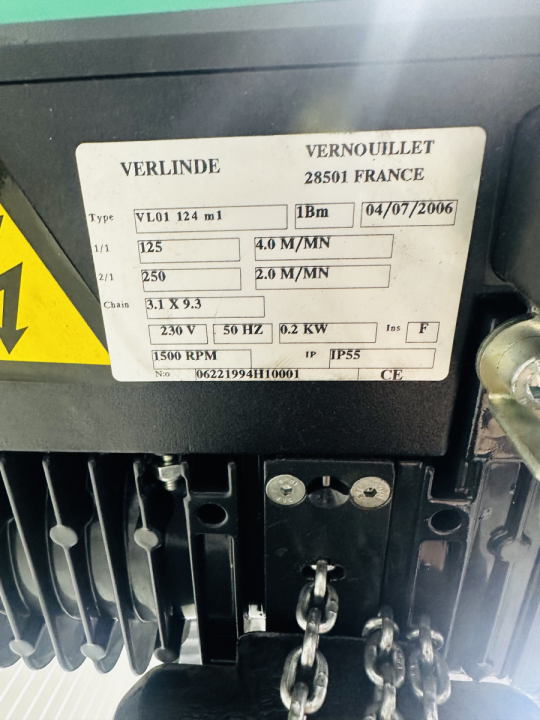 VERLINDE VERNOUILLET
28501 FRANCE
Type VL01 124 m1 1Bm 04/07/2006
1/1 125 4.0 M/MN
2/1 250 2.0 M/MN
Chain 3.1 X 9.3
230 V 50 HZ 0.2 KW Ins F
1500 RPM IP IP55
N:o 06221994H10001 CE